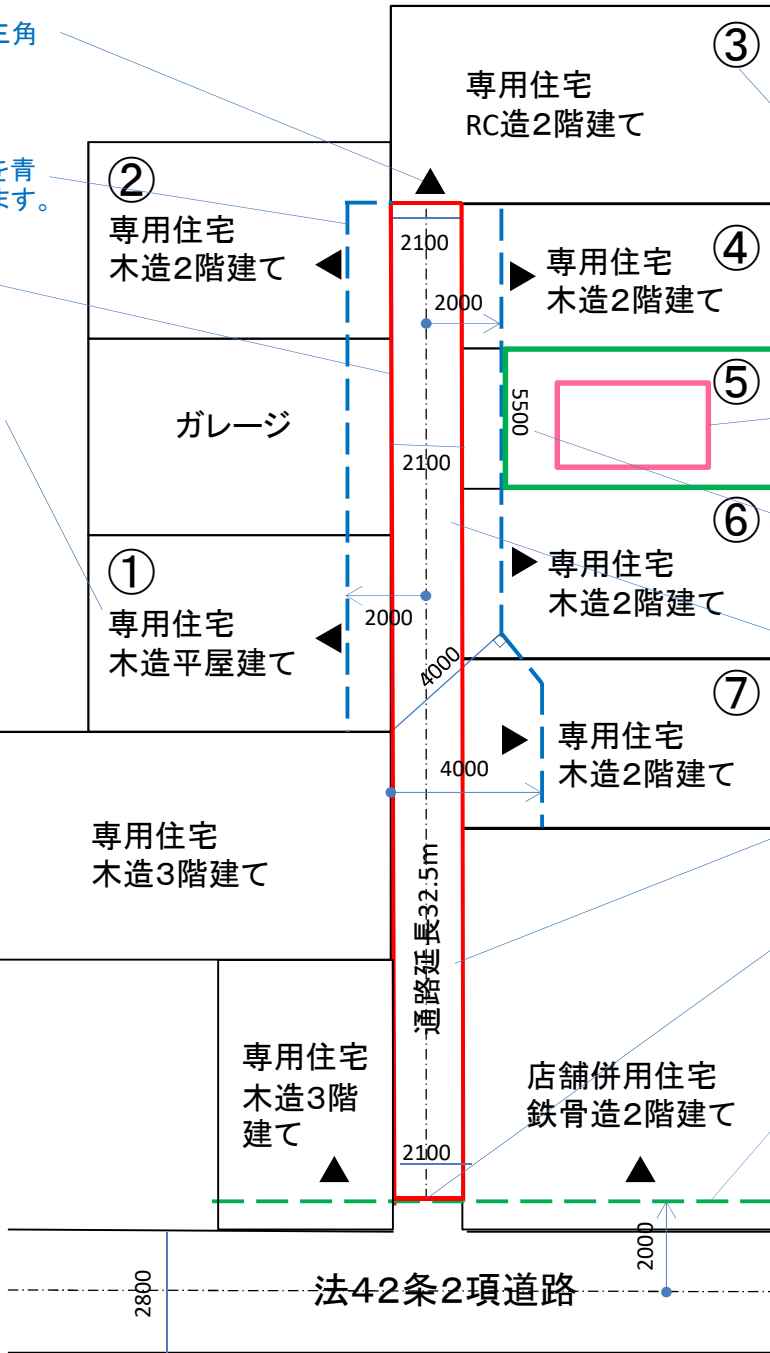 三角
③
専用住宅
RC造2階建て
を青
ます。
②
専用住宅
木造2階建て
2100
④
専用住宅
木造2階建て
2000
⑤
5500
ガレージ
2100
⑥
専用住宅
木造2階建て
①
専用住宅
木造平屋建て
2000
4000
⑦
専用住宅
木造2階建て
4000
専用住宅
木造3階建て
通路延長32.5m
専用住宅
木造3階
建て
店舗併用住宅
鉄骨造2階建て
2100
2000
2800
法42条2項道路